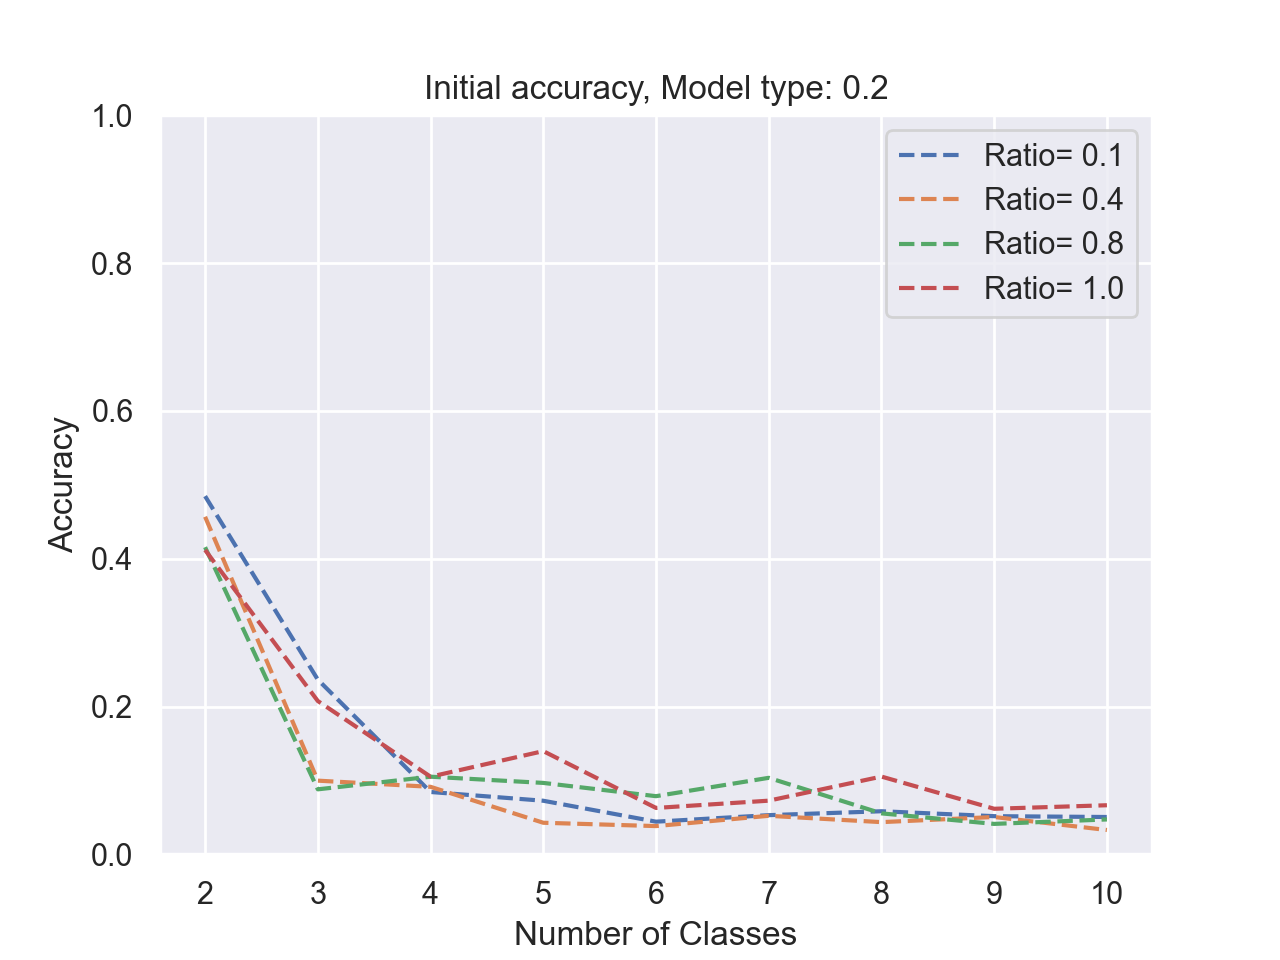 Initial accuracy, Model type: 0.2
1.0
0.8
0.6
0.4
0.2
0.0
Accuracy
Ratio= 0.1
Ratio= 0.4
Ratio= 0.8
Ratio= 1.0
2 3 4 5 6 7 8 9 10
Number of Classes